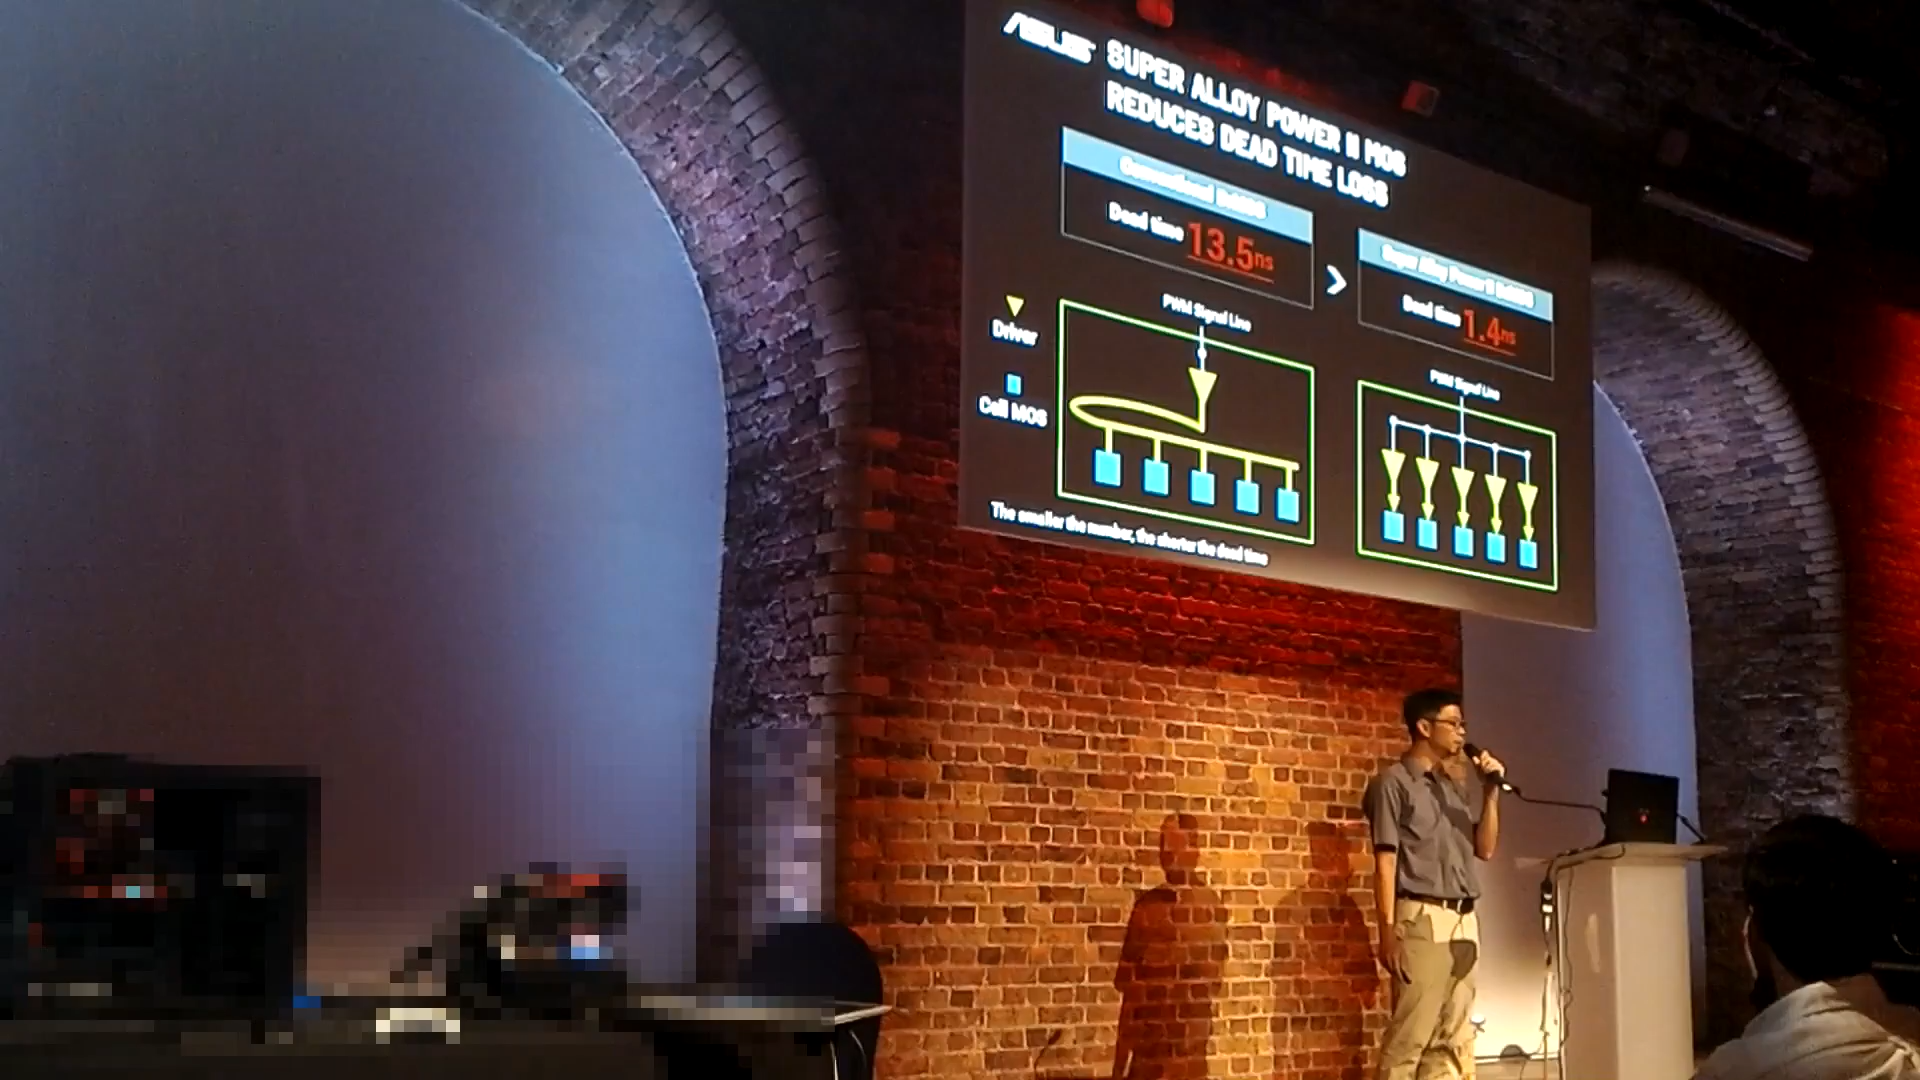 ASUS SUPER ALLOY POWER II MOS
REDUCES DEAD TIME LOSS
Conventional DrMOS
Dead time 13.5ns
Super Alloy Power II DrMOS
Dead time 1.4ns
Driver
Cell MOS
PWM Signal Line
PWM Signal Line
The smaller the number, the shorter the dead time